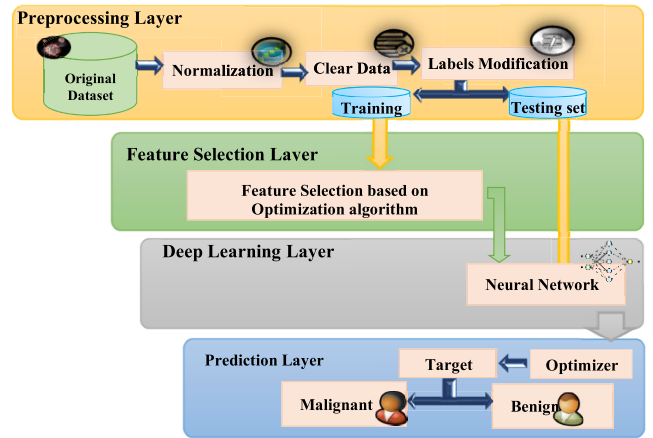 Preprocessing Layer
Original
Dataset
Normalization
Clear Data
Labels Modification
Training
Testing set
Feature Selection Layer
Feature Selection based on
Optimization algorithm
Deep Learning Layer
Neural Network
Prediction Layer
Target
Optimizer
Malignant
Benign